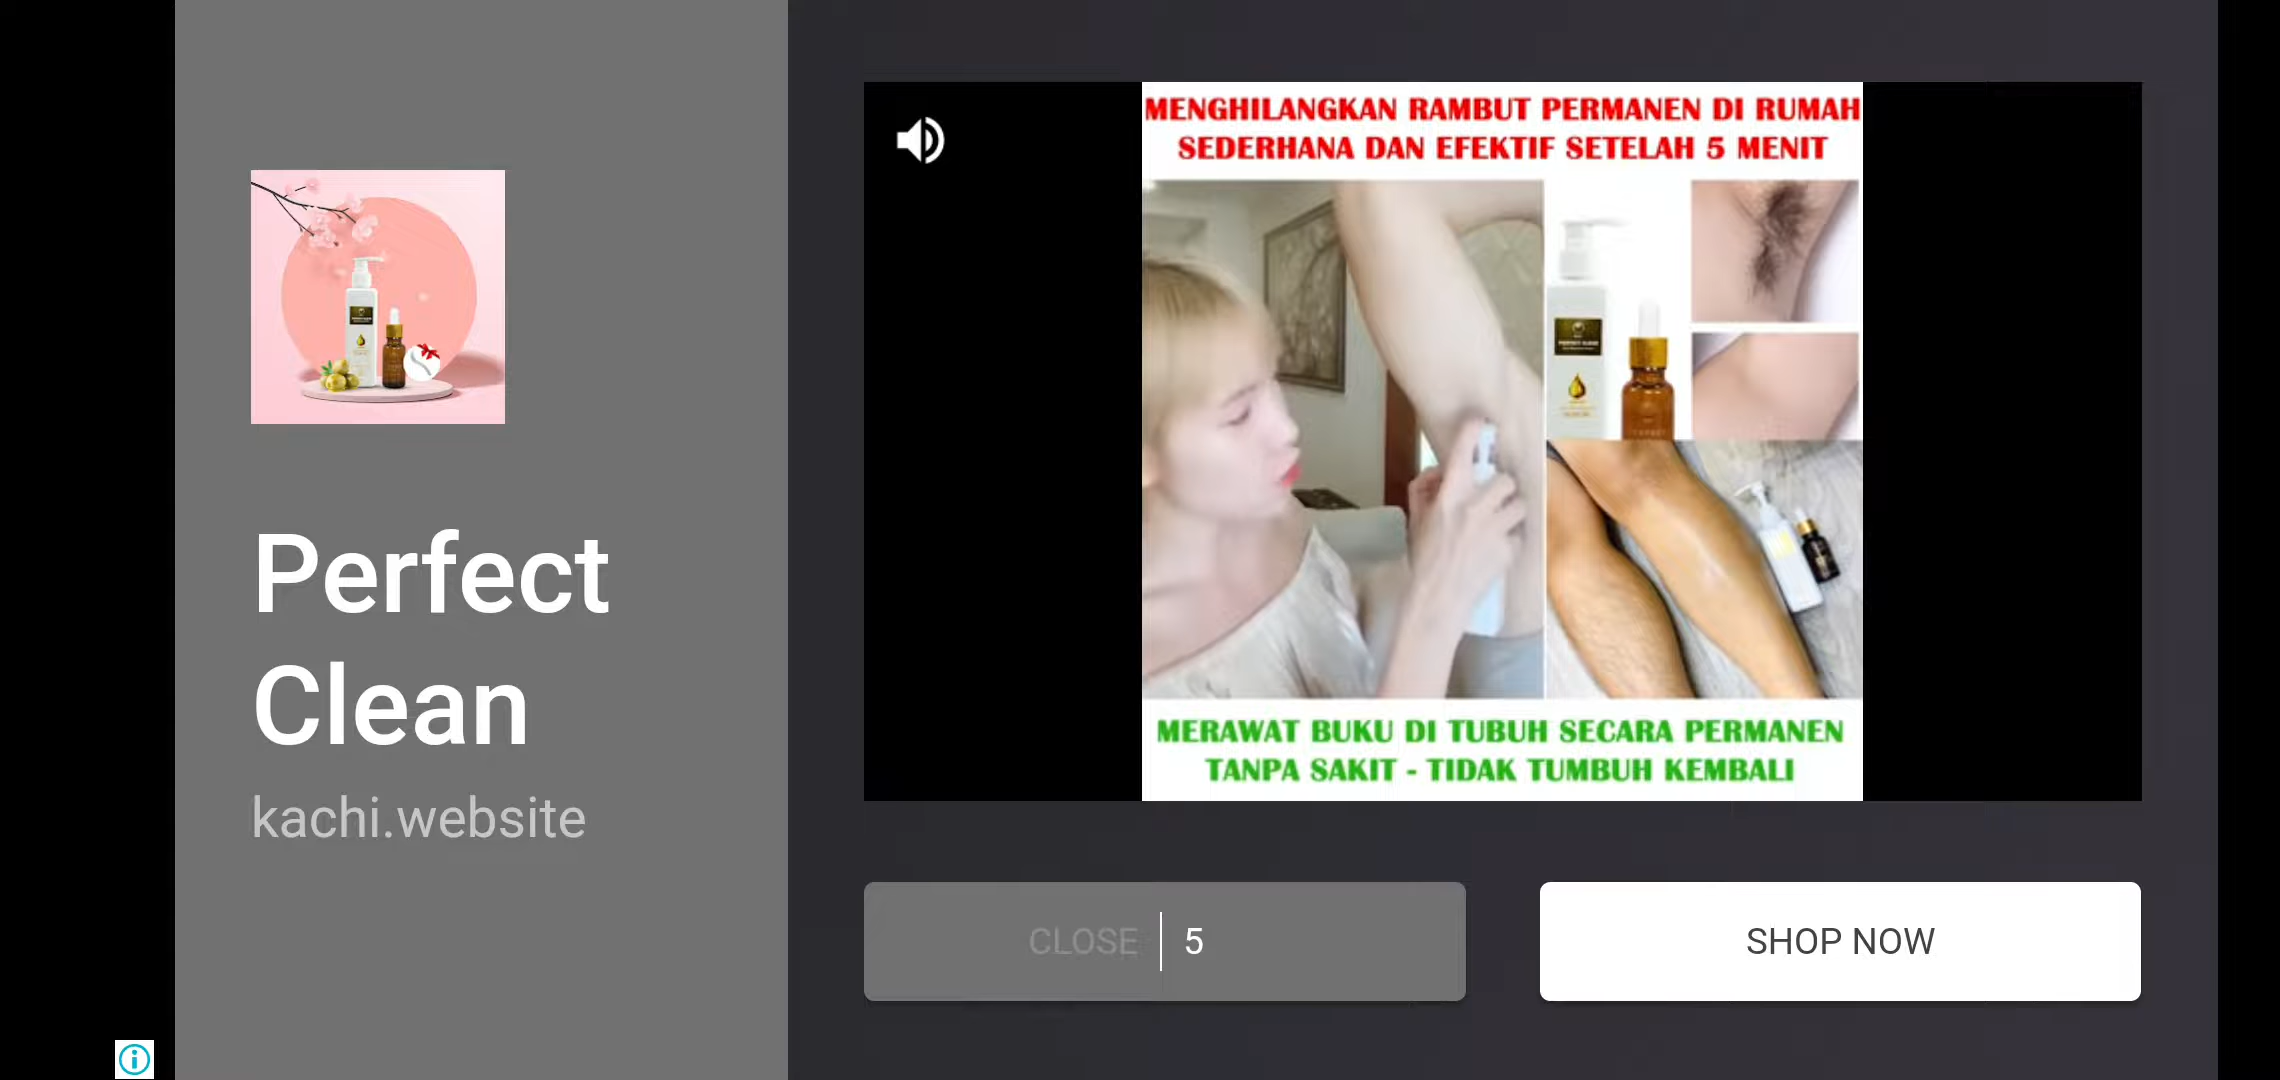 MENGHILANGKAN RAMBUT PERMANEN DI RUMAH
SEDERHANA DAN EFEKTIF SETELAH 5 MENIT
MERAWAT BUKU DI TUBUH SECARA PERMANEN
TANPA SAKIT - TIDAK TUMBUH KEMBALI
Perfect
Clean
kachi.website
CLOSE 5
SHOP NOW